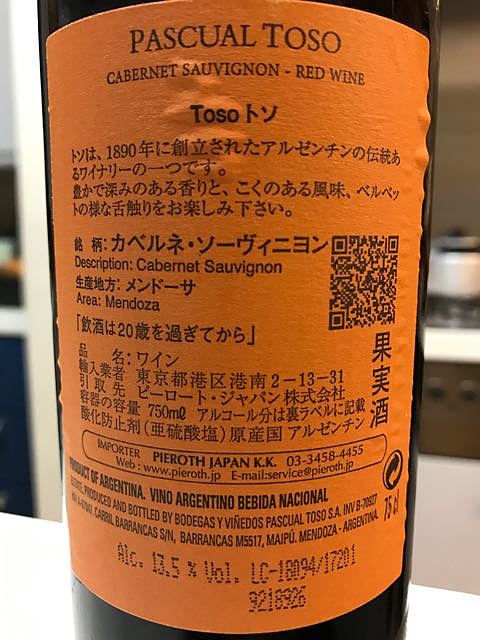 PASCUAL TOSO
CABERNET SAUVIGNON - RED WINE
Toso トソ
トソは、1890年に創立されたアルゼンチンの伝統あ
るワイナリーの一つです。
豊かで深みのある香りと、こくのある風味、ベルベッ
トの様な舌触りをお楽しみ下さい。
銘 柄：カベルネ・ソーヴィニヨン
Description: Cabernet Sauvignon
生産地方：メンドーサ
Area: Mendoza
「飲酒は20歳を過ぎてから」
果実酒
品 名：ワイン
輸入業者 東京都港区港南2-13-31
引取先 ピーロート・ジャパン株式会社
容器の容量 750mℓ アルコール分は裏ラベルに記載
酸化防止剤(亜硫酸塩)原産国 アルゼンチン
IMPORTER PIEROTH JAPAN K.K. 03-3458-4455
Web : www.pieroth.jp E-mail:service@pieroth.jp
PRODUCT OF ARGENTINA. VINO ARGENTINO BEBIDA NACIONAL
PRODUCED AND BOTTLED BY BODEGAS Y VIÑEDOS PASCUAL TOSO S.A. INV B-70927
CARRIL BARRANCAS S/N, BARRANCAS M5517, MAIPÚ. MENDOZA - ARGENTINA.
75 cl
Alc. 13.5 % Vol. LC-18094/17201
9218926